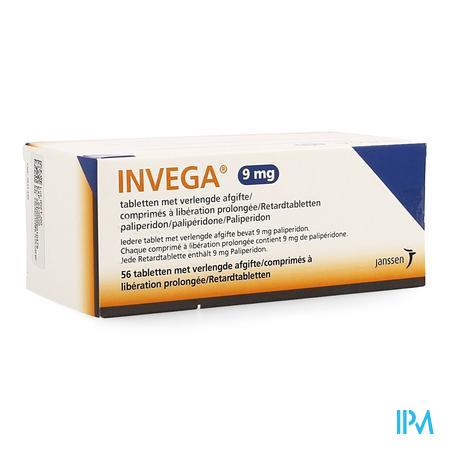 INVEGA® 9 mg
tabletten met verlengde afgifte/
comprimés à libération prolongée/Retardtabletten
paliperidon/palipéridone/Paliperidon
Iedere tablet met verlengde afgifte bevat 9 mg paliperidon.
Chaque comprimé à libération prolongée contient 9 mg de palipéridone.
Jede Retardtablette enthält 9 mg Paliperidon.
56 tabletten met verlengde afgifte/comprimés à
libération prolongée/Retardtabletten
janssen
IPM